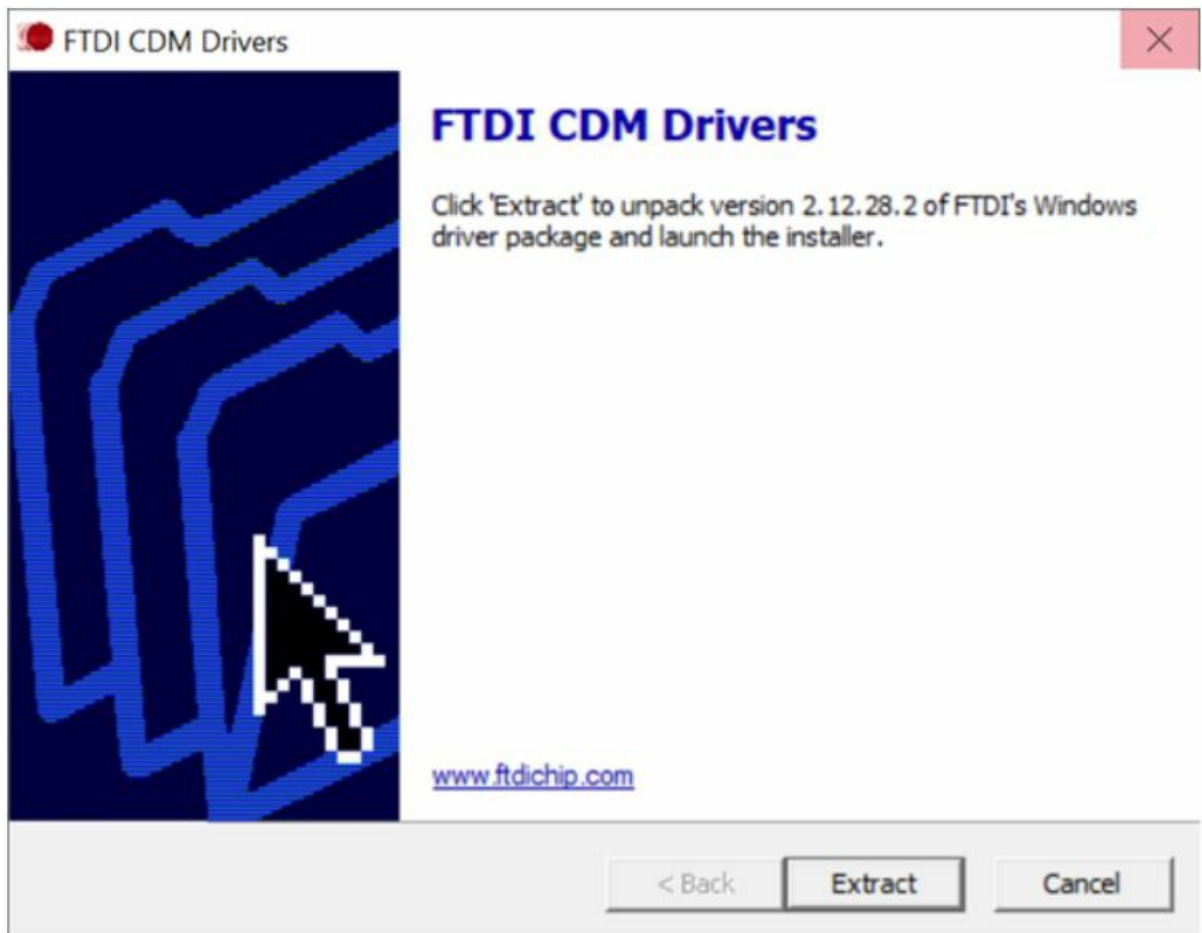 FTDI CDM Drivers
FTDI CDM Drivers
Click 'Extract' to unpack version 2.12.28.2 of FTDI's Windows
driver package and launch the installer.
www.ftdichip.com
< Back
Extract
Cancel